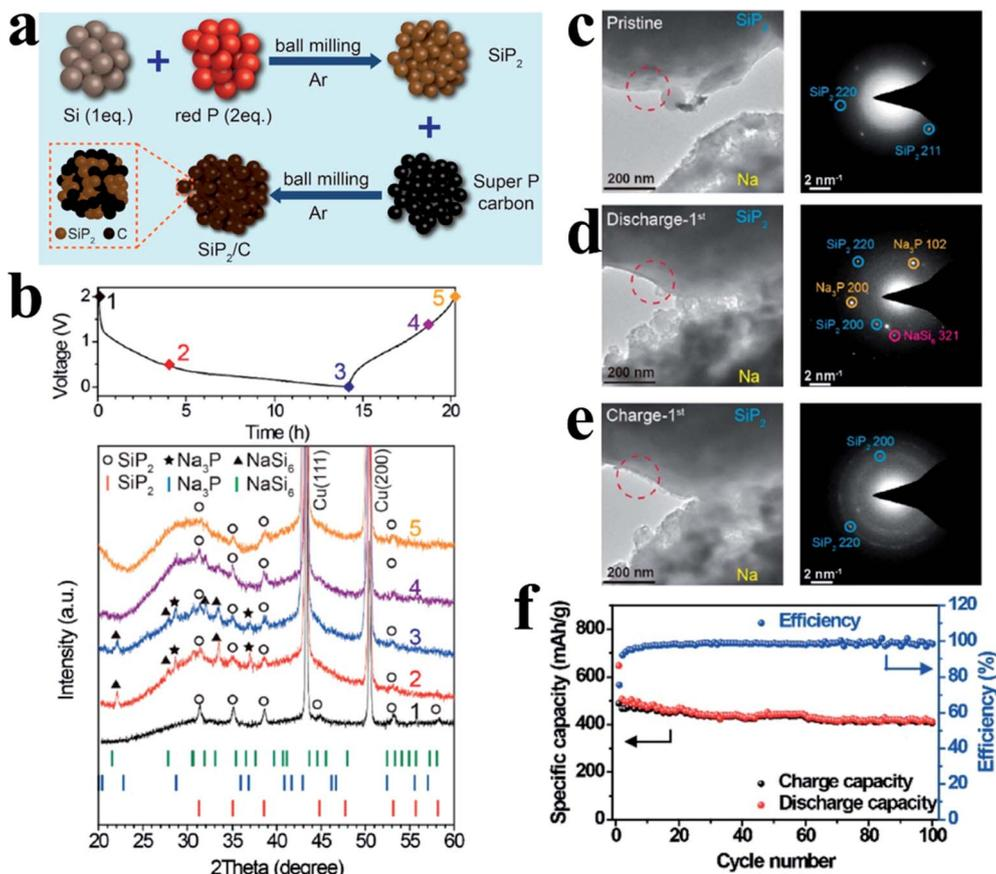 a
Si (1eq.)
+
red P (2eq.)
ball milling
Ar
SiP2
+
Super P
carbon
ball milling
Ar
SiP2/C
SiP2 C
b
Voltage (V)
2
1
0
1
2
3
4
5
0 5 10 15 20
Time (h)
SiP2 Na3P NaSi6
SiP2 Na3P NaSi6
Cu(111)
Cu(200)
5
4
3
2
1
Intensity (a.u.)
20 25 30 35 40 45 50 55 60
2Theta (degree)
c
Pristine
SiP2
200 nm
Na
SiP2 220
SiP2 211
2 nm-1
d
Discharge-1st
SiP2
200 nm
Na
SiP2 220
Na3P 102
Na3P 200
SiP2 200
NaSi6 321
2 nm-1
e
Charge-1st
SiP2
200 nm
Na
SiP2 200
SiP2 220
2 nm-1
f
Specific capacity (mAh/g)
800
600
400
200
0
Efficiency
Charge capacity
Discharge capacity
120
100
80
60
40
20
0
Efficiency (%)
0 20 40 60 80 100
Cycle number